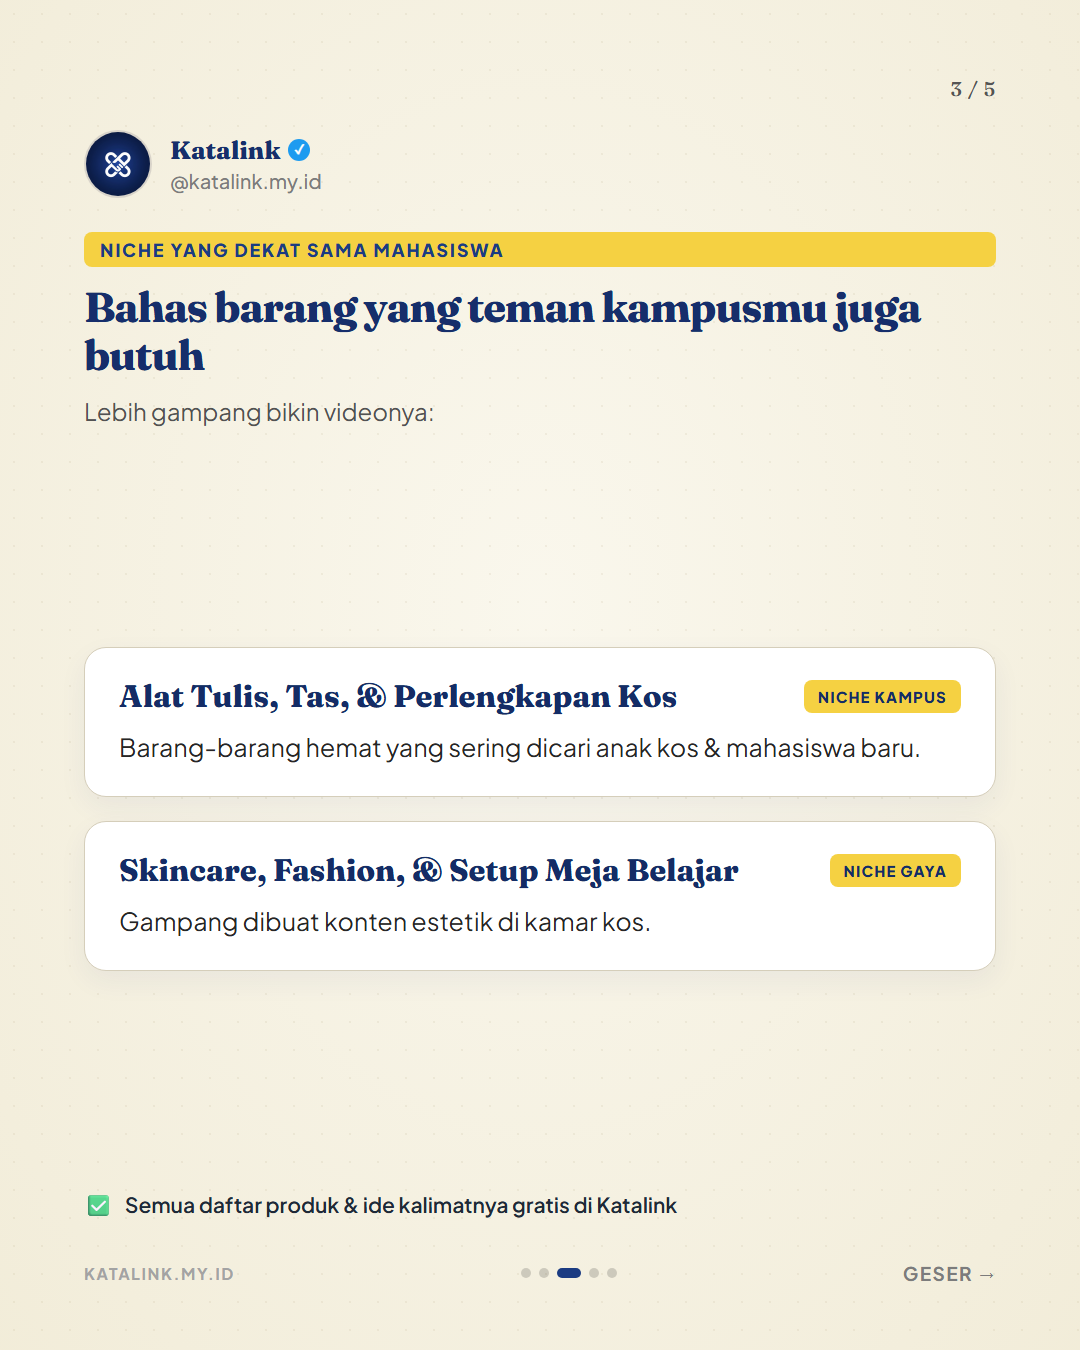 3 / 5
Katalink
@katalink.my.id
NICHE YANG DEKAT SAMA MAHASISWA
Bahas barang yang teman kampusmu juga
butuh
Lebih gampang bikin videonya:
Alat Tulis, Tas, & Perlengkapan Kos
NICHE KAMPUS
Barang-barang hemat yang sering dicari anak kos & mahasiswa baru.
Skincare, Fashion, & Setup Meja Belajar
NICHE GAYA
Gampang dibuat konten estetik di kamar kos.
✅ Semua daftar produk & ide kalimatnya gratis di Katalink
KATALINK.MY.ID
GESER →